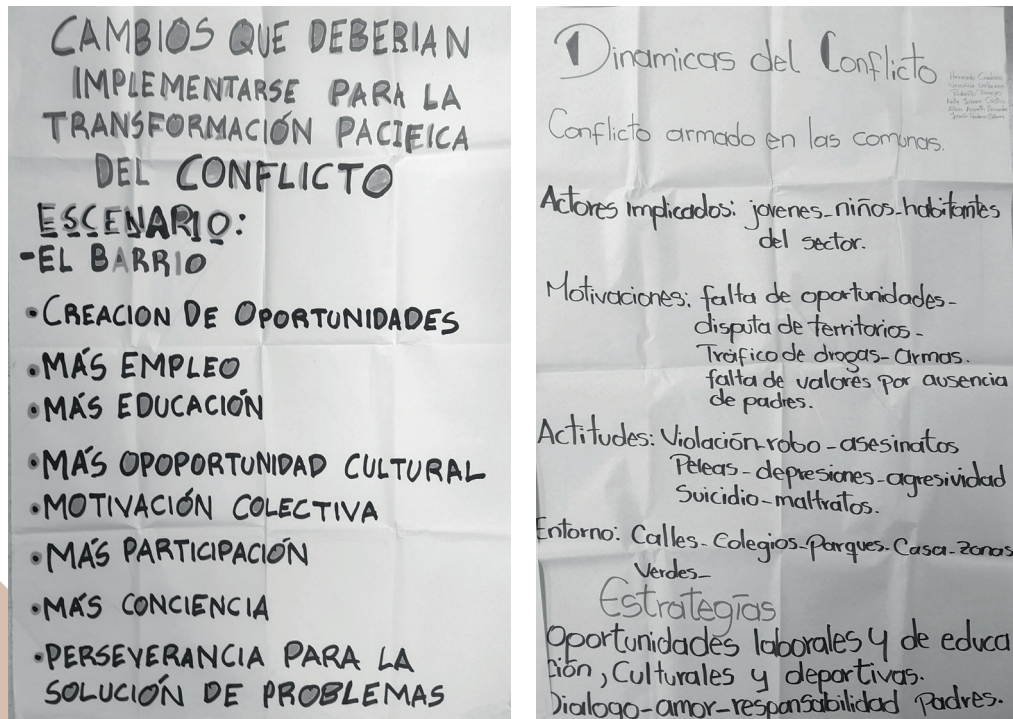 CAMBIOS QUE DEBERIAN
IMPLEMENTARSE PARA LA
TRANSFORMACIÓN PACIFICA
DEL CONFLICTO
ESCENARIO:
-EL BARRIO
•CREACION DE OPORTUNIDADES
•MÁS EMPLEO
•MÁS EDUCACIÓN
•MÁS OPOPORTUNIDAD CULTURAL
•MOTIVACIÓN COLECTIVA
•MÁS PARTICIPACIÓN
•MÁS CONCIENCIA
•PERSEVERANCIA PARA LA
SOLUCIÓN DE PROBLEMAS
Dinamicas del Conflicto
Conflicto armado en las comunas.
Actores implicados: jovenes-niños-habitantes
del sector.
Motivaciones: falta de oportunidades-
disputa de territorios-
Tráfico de drogas-armas.
falta de valores por ausencia
de padres.
Actitudes: Violación-robo-asesinatos
Peleas-depresiones-agresividad
Suicidio-maltratos.
Entorno: Calles-Colegios-Parques-Casa-zonas
Verdes-
Estrategías
Oportunidades laborales y de educa
ción, Culturales y deportivas.
Dialogo-amor-responsabilidad Padres.